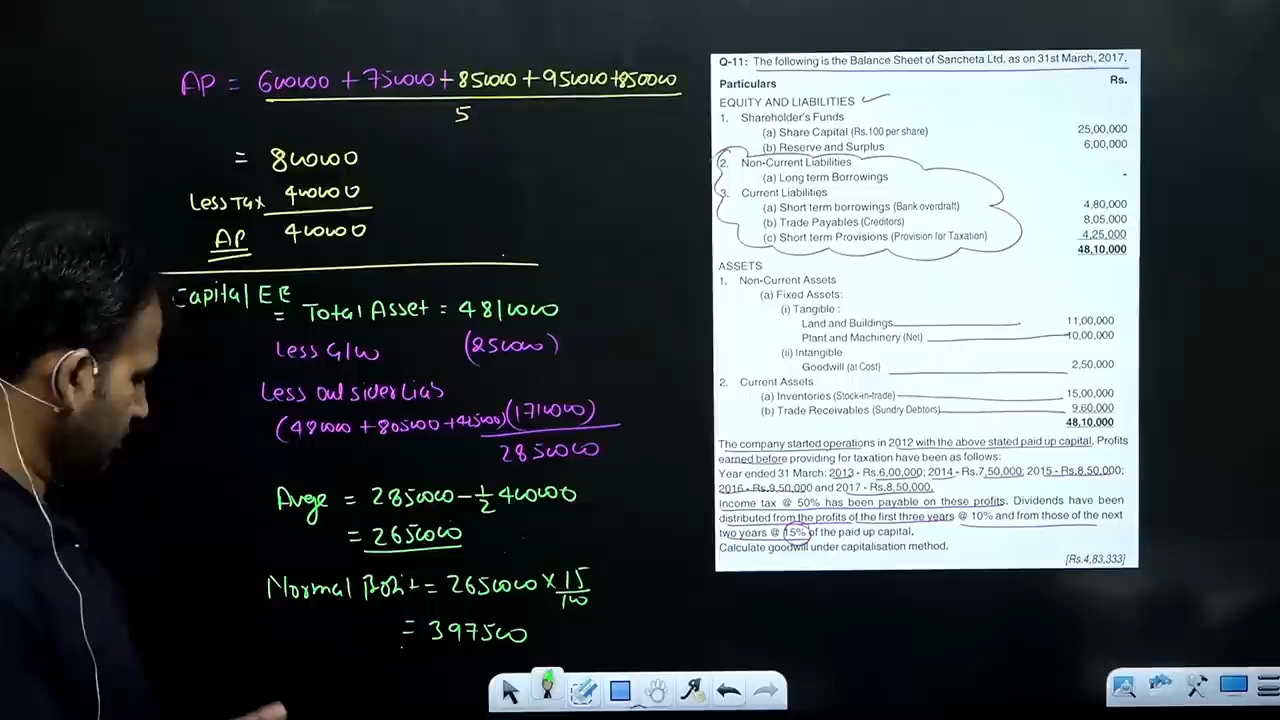 AP = 600000 + 750000 + 850000 + 950000 + 850000
5
= 800000
Less Tax 400000
AP 400000
Capital EE
= Total Asset = 4810000
Less G/W (250000)
Less outsider Liab
(480000 + 805000 + 425000) (1710000)
2850000
Avge = 2850000 - 1/2 400000
= 2650000
Normal Profit = 2650000 × 15/100
= 397500
Q-11: The following is the Balance Sheet of Sancheta Ltd. as on 31st March, 2017.
Particulars Rs.
EQUITY AND LIABILITIES
1. Shareholder's Funds
(a) Share Capital (Rs.100 per share) 25,00,000
(b) Reserve and Surplus 6,00,000
2. Non-Current Liabilities
(a) Long term Borrowings -
3. Current Liabilities
(a) Short term borrowings (Bank overdraft) 4,80,000
(b) Trade Payables (Creditors) 8,05,000
(c) Short term Provisions (Provision for Taxation) 4,25,000
48,10,000
ASSETS
1. Non-Current Assets
(a) Fixed Assets:
(i) Tangible :
Land and Buildings 11,00,000
Plant and Machinery (Net) 10,00,000
(ii) Intangible
Goodwill (at Cost) 2,50,000
2. Current Assets
(a) Inventories (Stock-in-trade) 15,00,000
(b) Trade Receivables (Sundry Debtors) 9,60,000
48,10,000
The company started operations in 2012 with the above stated paid up capital, Profits
earned before providing for taxation have been as follows:
Year ended 31 March: 2013 - Rs.6,00,000; 2014 - Rs.7,50,000; 2015 - Rs.8,50,000;
2016 - Rs.9,50,000 and 2017 - Rs.8,50,000.
Income tax @ 50% has been payable on these profits. Dividends have been
distributed from the profits of the first three years @ 10% and from those of the next
two years @ 15% of the paid up capital.
Calculate goodwill under capitalisation method.
[Rs.4,83,333]